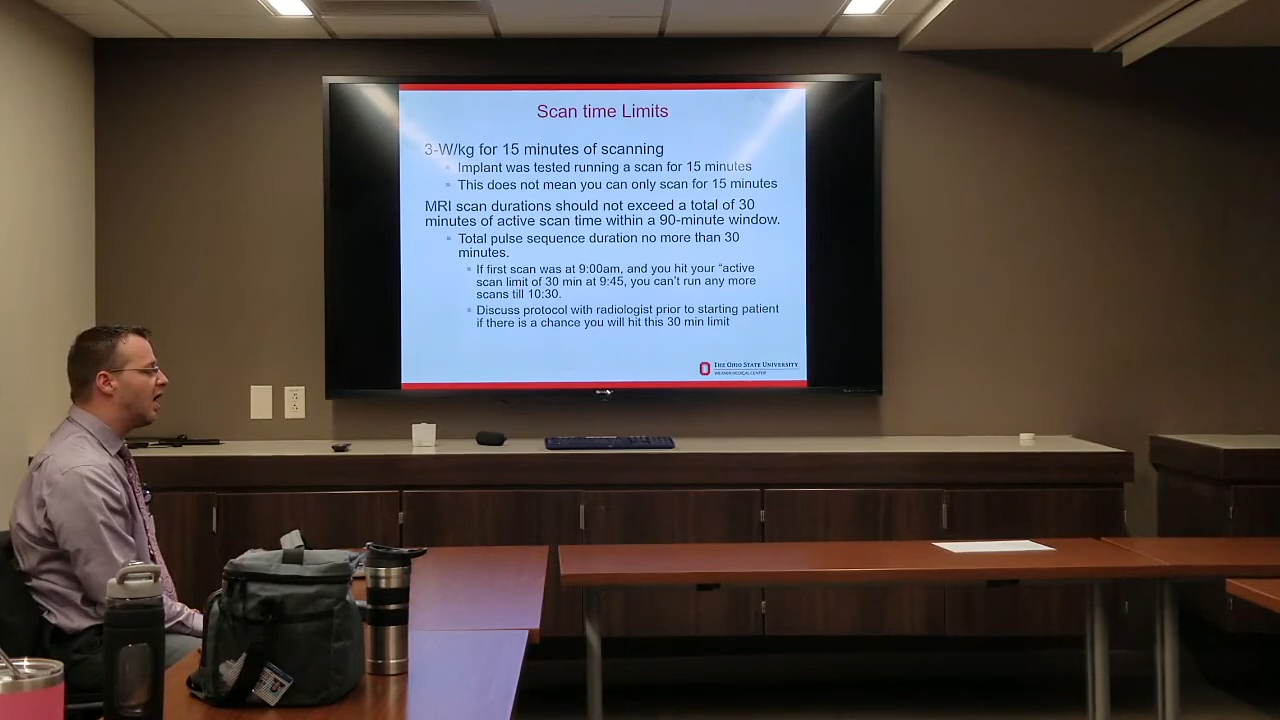 Scan time Limits
3-W/kg for 15 minutes of scanning
Implant was tested running a scan for 15 minutes
This does not mean you can only scan for 15 minutes
MRI scan durations should not exceed a total of 30
minutes of active scan time within a 90-minute window.
Total pulse sequence duration no more than 30
minutes.
If first scan was at 9:00am, and you hit your “active
scan limit of 30 min at 9:45, you can’t run any more
scans till 10:30.
Discuss protocol with radiologist prior to starting patient
if there is a chance you will hit this 30 min limit
THE OHIO STATE UNIVERSITY
WEXNER MEDICAL CENTER